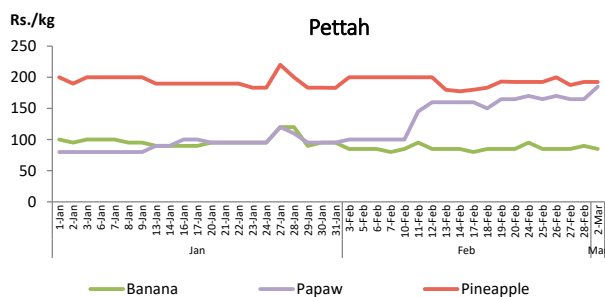 Rs./kg
Pettah
250
200
150
100
50
0
1-Jan
2-Jan
3-Jan
6-Jan
7-Jan
8-Jan
9-Jan
13-Jan
14-Jan
16-Jan
17-Jan
20-Jan
21-Jan
22-Jan
23-Jan
24-Jan
27-Jan
28-Jan
29-Jan
30-Jan
31-Jan
3-Feb
5-Feb
6-Feb
7-Feb
10-Feb
11-Feb
12-Feb
13-Feb
14-Feb
17-Feb
18-Feb
19-Feb
20-Feb
24-Feb
25-Feb
26-Feb
27-Feb
28-Feb
2-Mar
Jan
Feb
Mar
Banana
Papaw
Pineapple